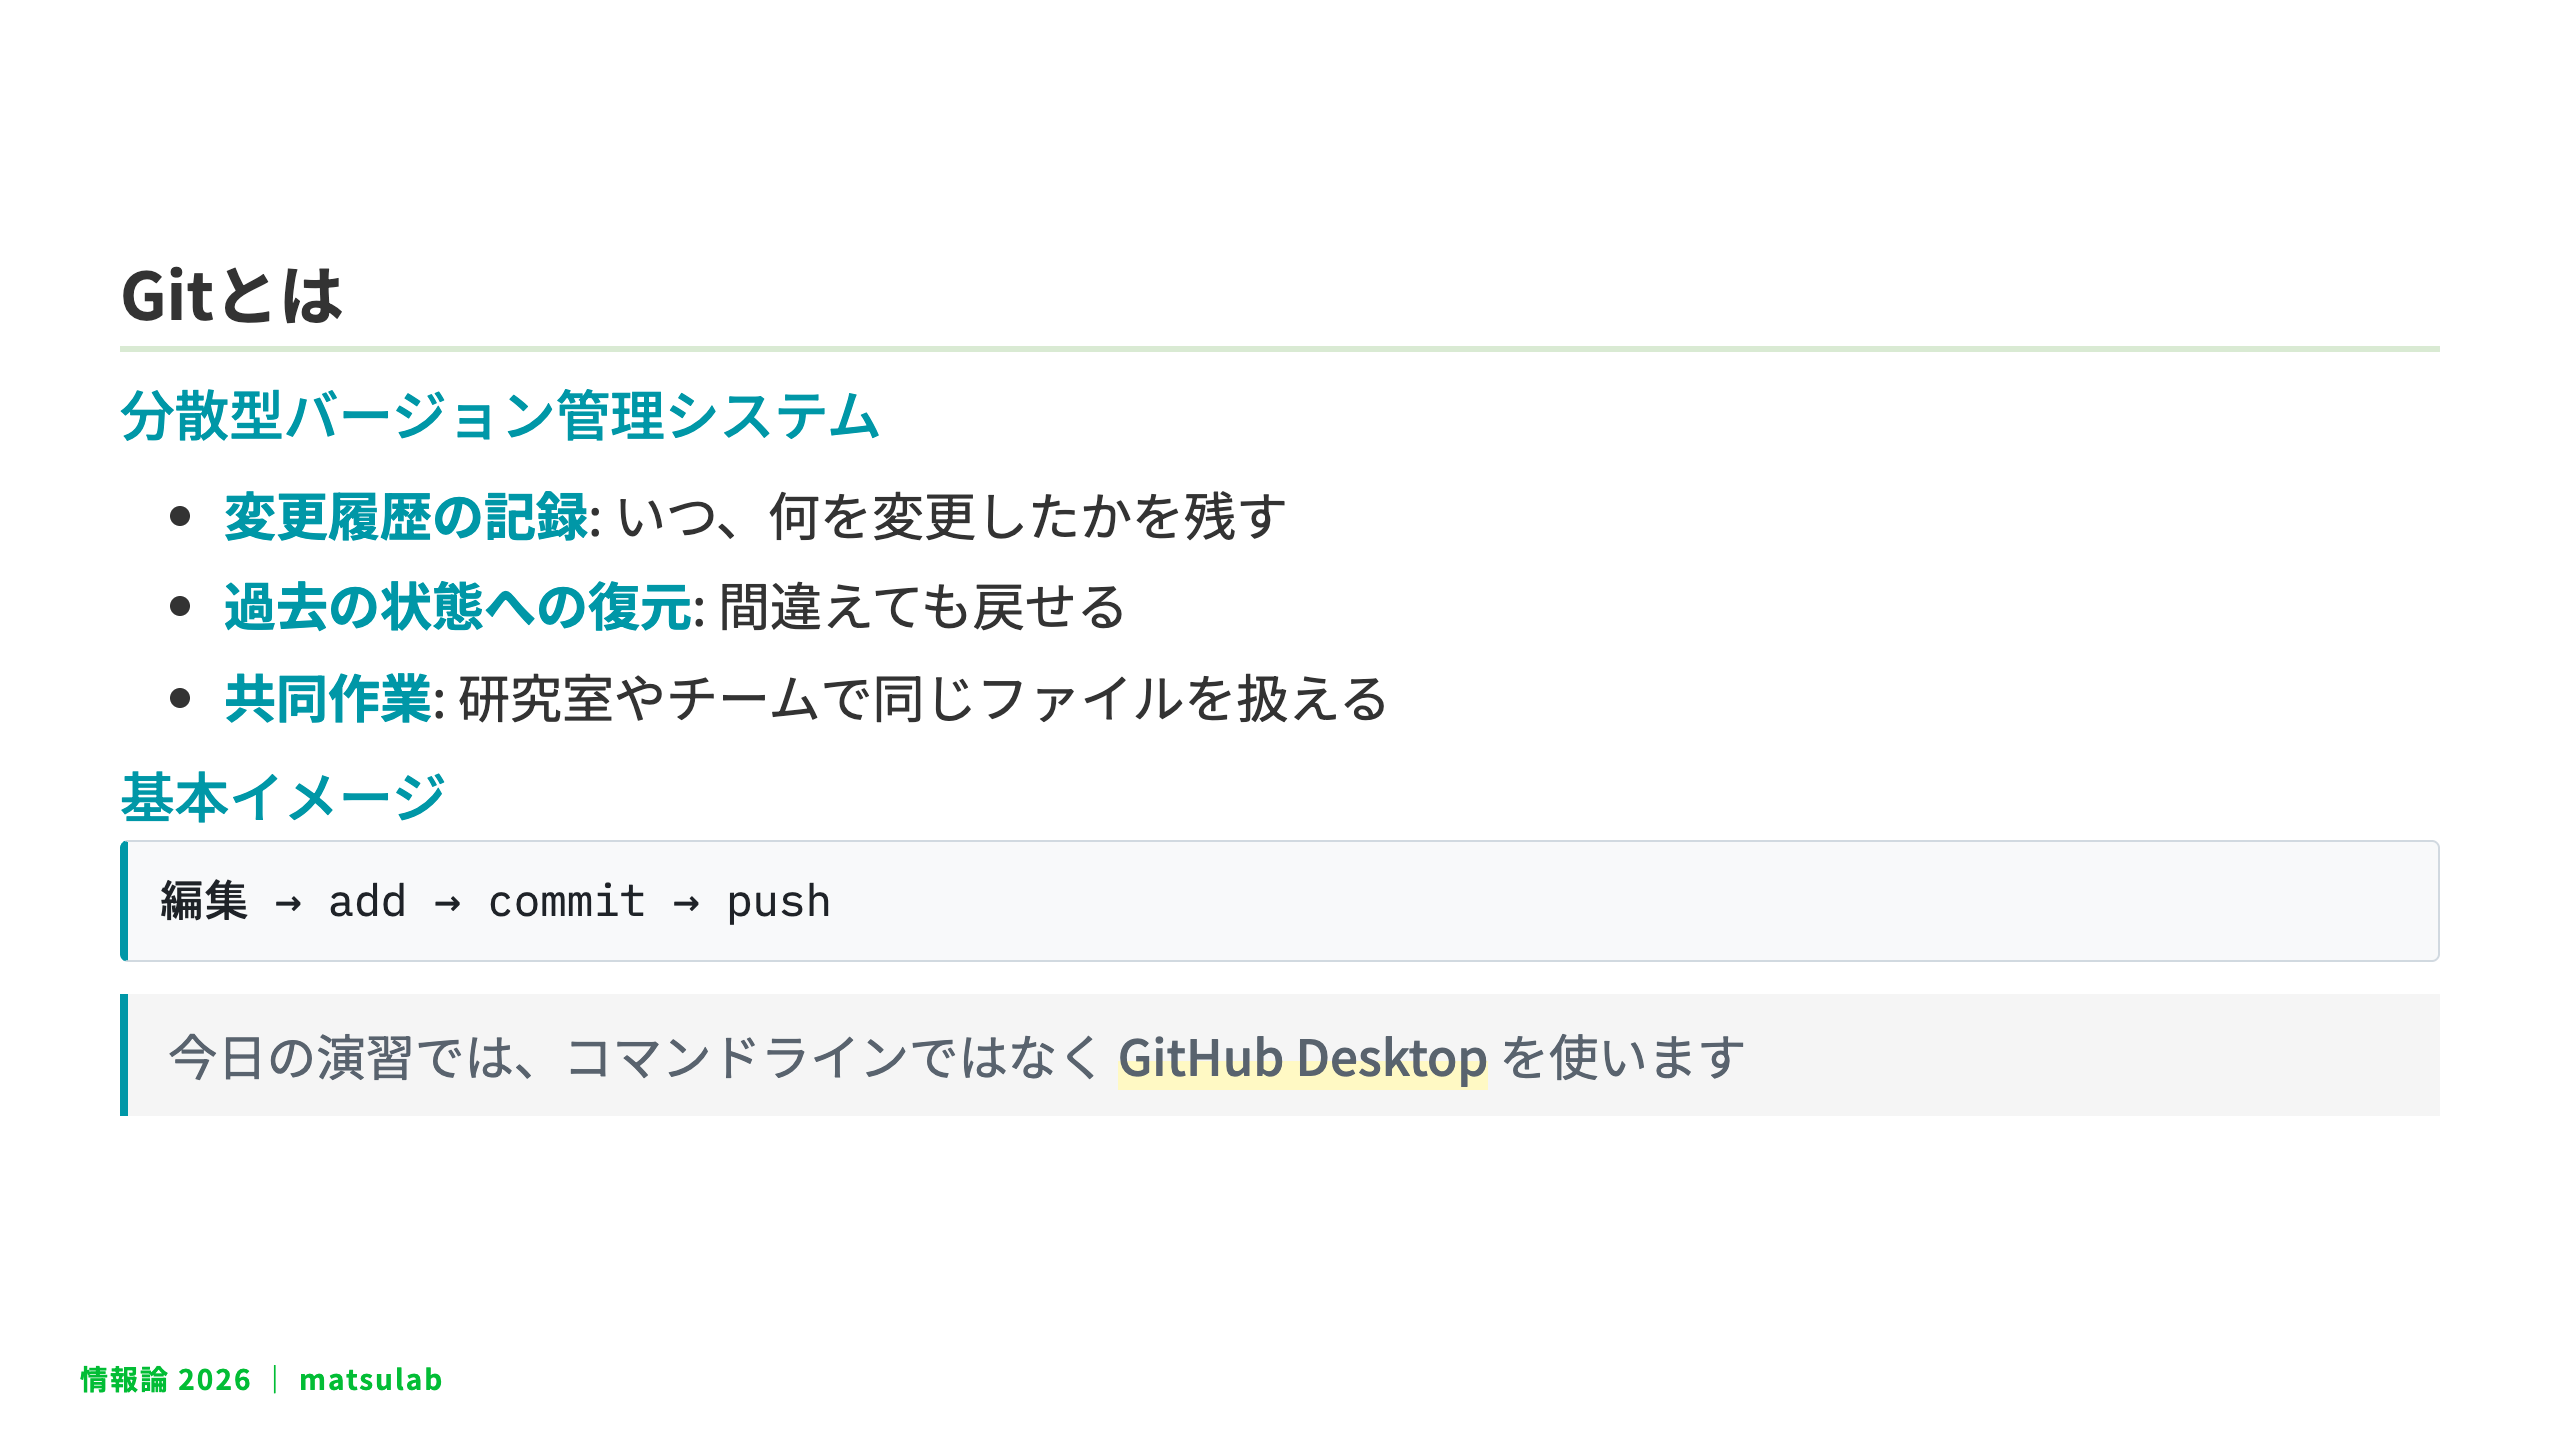 Gitとは
分散型バージョン管理システム
• 変更履歴の記録: いつ、何を変更したかを残す
• 過去の状態への復元: 間違えても戻せる
• 共同作業: 研究室やチームで同じファイルを扱える
基本イメージ
編集 → add → commit → push
今日の演習では、コマンドラインではなく GitHub Desktop を使います
情報論 2026 ｜ matsulab